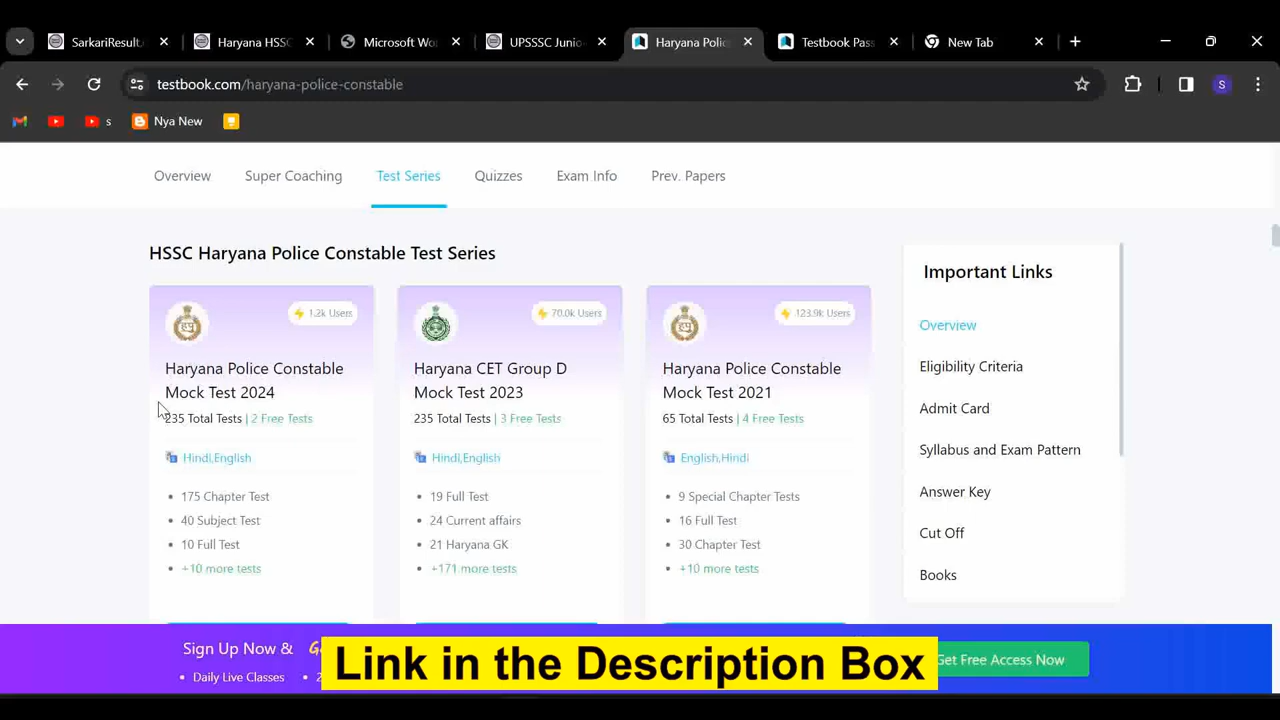 SarkariResult.
Haryana HSSC
Microsoft Wo
UPSSSC Junio
Haryana Polic
Testbook Pass
New Tab
testbook.com/haryana-police-constable
S
s
Nya New
Overview
Super Coaching
Test Series
Quizzes
Exam Info
Prev. Papers
HSSC Haryana Police Constable Test Series
1.2k Users
Haryana Police Constable
Mock Test 2024
235 Total Tests | 2 Free Tests
Hindi,English
175 Chapter Test
40 Subject Test
10 Full Test
+10 more tests
70.0k Users
Haryana CET Group D
Mock Test 2023
235 Total Tests | 3 Free Tests
Hindi,English
19 Full Test
24 Current affairs
21 Haryana GK
+171 more tests
123.9k Users
Haryana Police Constable
Mock Test 2021
65 Total Tests | 4 Free Tests
English,Hindi
9 Special Chapter Tests
16 Full Test
30 Chapter Test
+10 more tests
Important Links
Overview
Eligibility Criteria
Admit Card
Syllabus and Exam Pattern
Answer Key
Cut Off
Books
Sign Up Now &
Daily Live Classes
Link in the Description Box
Get Free Access Now